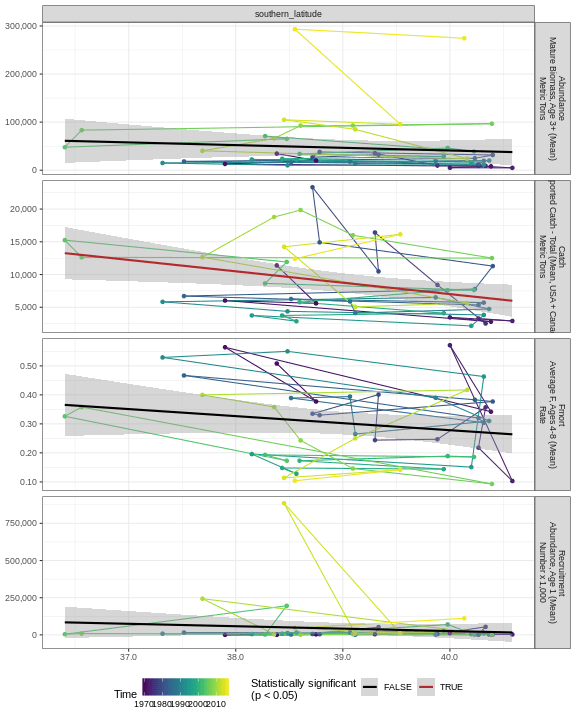 southern_latitude
300,000
200,000
100,000
0
Abundance
Mature Biomass, Age 3+ (Mean)
Metric Tons
20,000
15,000
10,000
5,000
Catch
ported Catch - Total (Mean, USA + Cana
Metric Tons
0.50
0.40
0.30
0.20
0.10
Fmort
Average F, Ages 4-8 (Mean)
Rate
750,000
500,000
250,000
0
Recruitment
Abundance, Age 1 (Mean)
Number x 1,000
37.0 38.0 39.0 40.0
Time
1970 1980 1990 2000 2010
Statistically significant
(p < 0.05)
FALSE TRUE